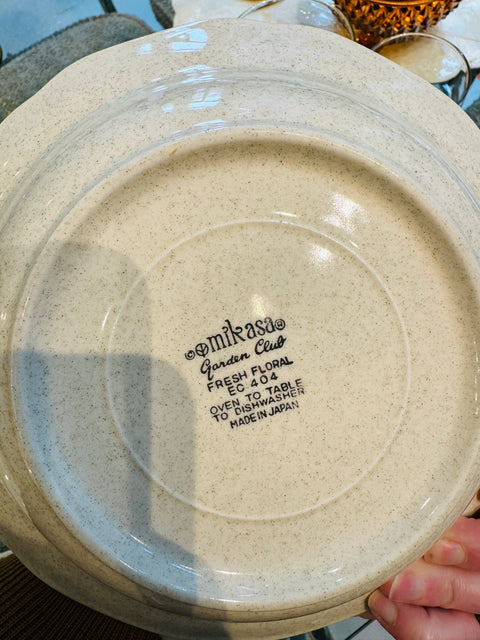 mikasa®
Garden Club
FRESH FLORAL
EC 404
OVEN TO TABLE
TO DISHWASHER
MADE IN JAPAN